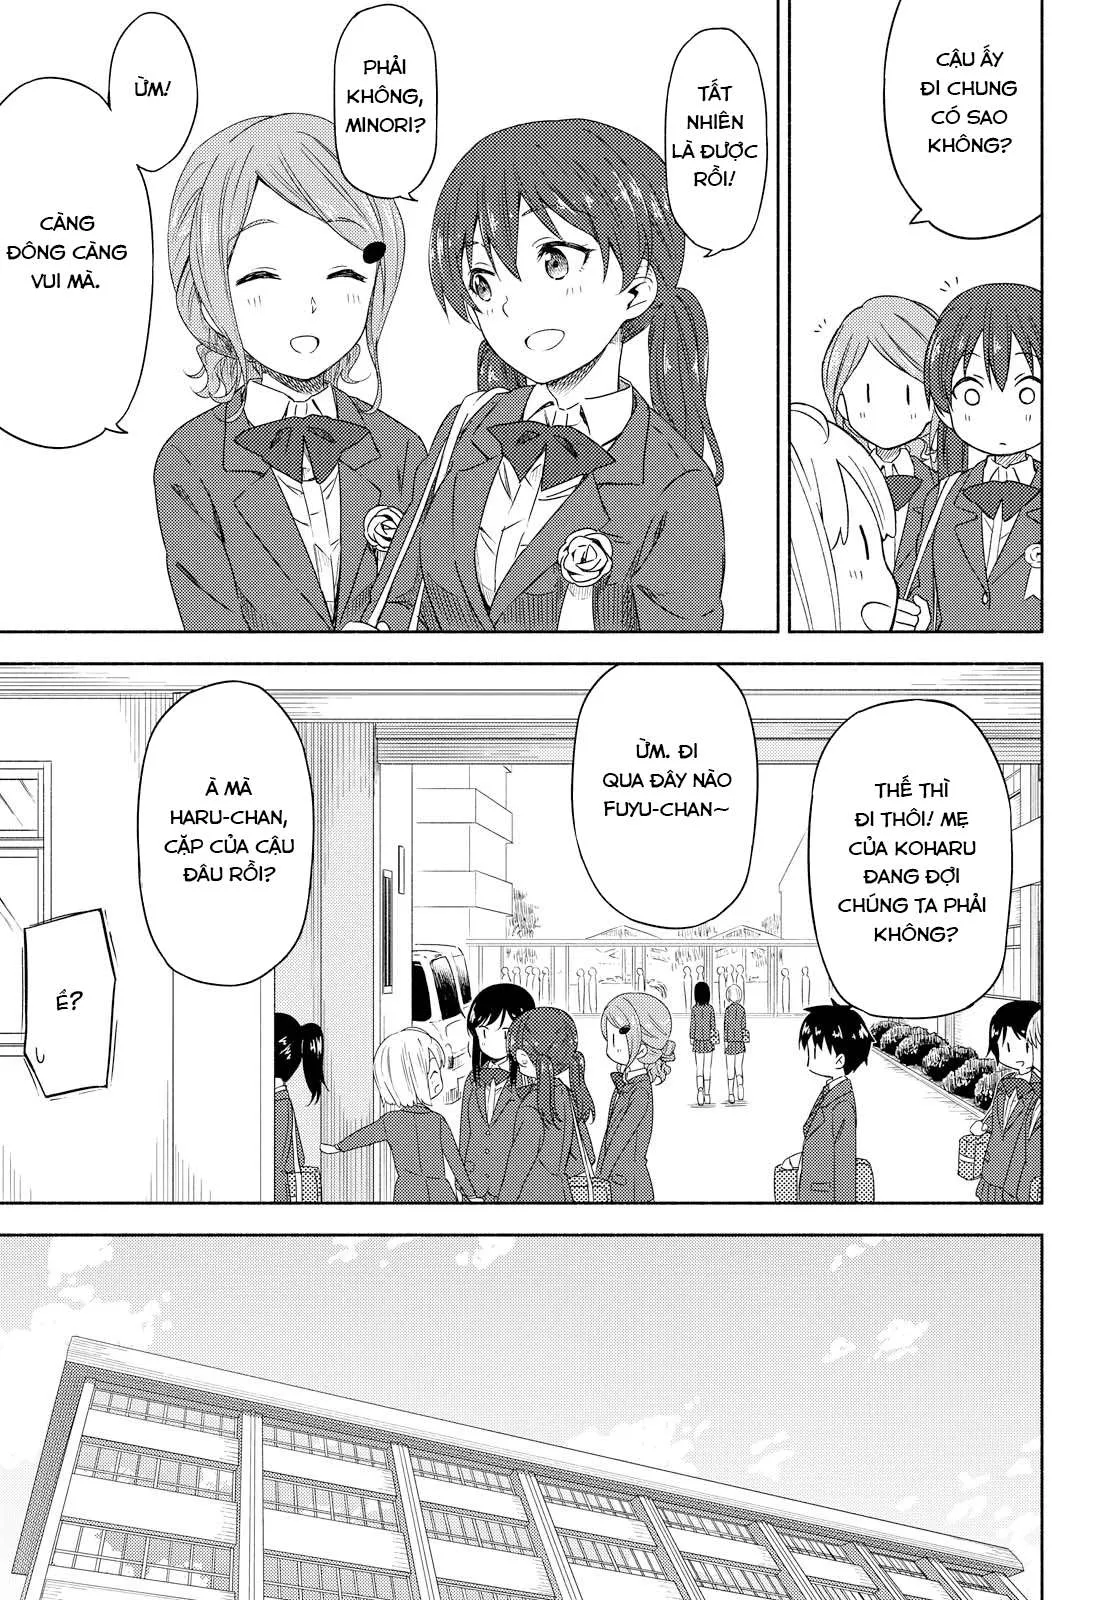 CẬU ẤY
ĐI CHUNG
CÓ SAO
KHÔNG?
TẤT
NHIÊN
LÀ ĐƯỢC
RỒI!
PHẢI
KHÔNG,
MINORI?
ỪM!
CÀNG
ĐÔNG CÀNG
VUI MÀ.
THẾ THÌ
ĐI THÔI! MẸ
CỦA KOHARU
ĐANG ĐỢI
CHÚNG TA PHẢI
KHÔNG?
ỪM. ĐI
QUA ĐÂY NÀO
FUYU-CHAN~
À MÀ
HARU-CHAN,
CẶP CỦA CẬU
ĐÂU RỒI?
Ề?